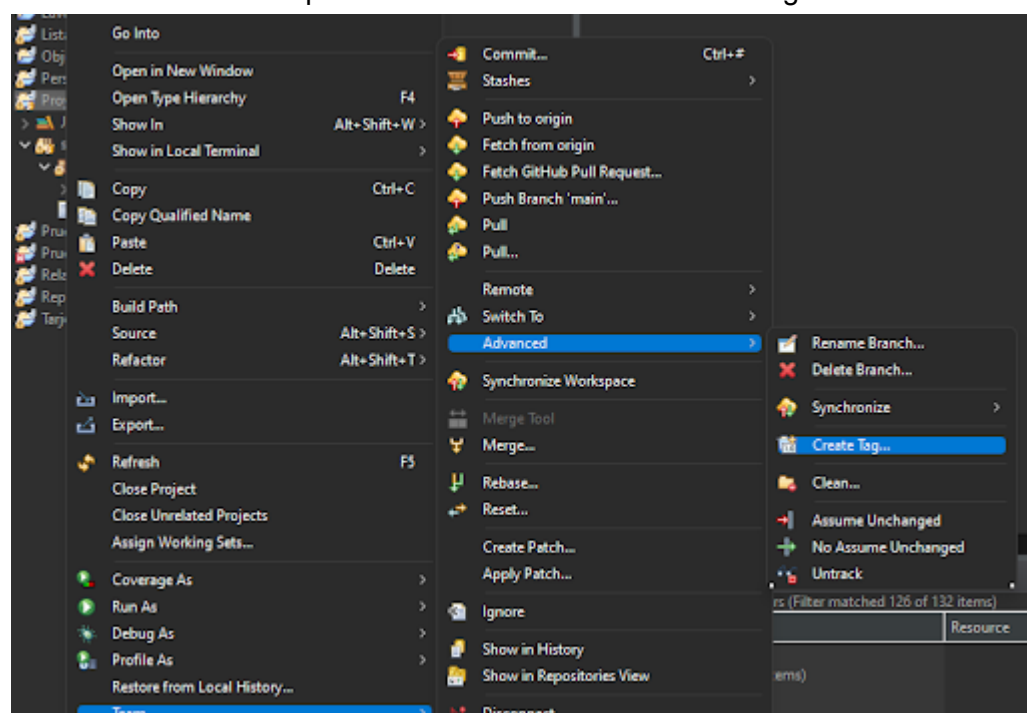 Go Into
Open in New Window
Open Type Hierarchy F4
Show In Alt+Shift+W >
Show in Local Terminal >
Copy Ctrl+C
Copy Qualified Name
Paste Ctrl+V
Delete Delete
Build Path >
Source Alt+Shift+S >
Refactor Alt+Shift+T >
Import...
Export...
Refresh F5
Close Project
Close Unrelated Projects
Assign Working Sets...
Coverage As >
Run As >
Debug As >
Profile As >
Restore from Local History...
Team
Commit... Ctrl+#
Stashes >
Push to origin
Fetch from origin
Fetch GitHub Pull Request...
Push Branch 'main'...
Pull
Pull...
Remote >
Switch To >
Advanced >
Synchronize Workspace
Merge Tool
Merge...
Rebase...
Reset...
Create Patch...
Apply Patch...
Ignore
Show in History
Show in Repositories View
Disconnect
Rename Branch...
Delete Branch...
Synchronize >
Create Tag...
Clean...
Assume Unchanged
No Assume Unchanged
Untrack
rs (Filter matched 126 of 132 items)
Resource
ems)